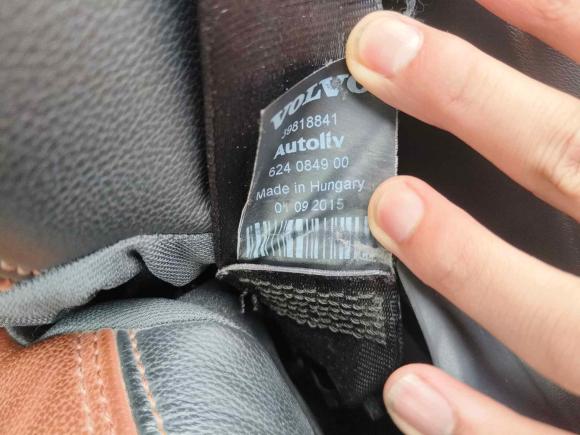 VOLVO
39818841
Autoliv
624 0849 00
Made in Hungary
01 09 2015